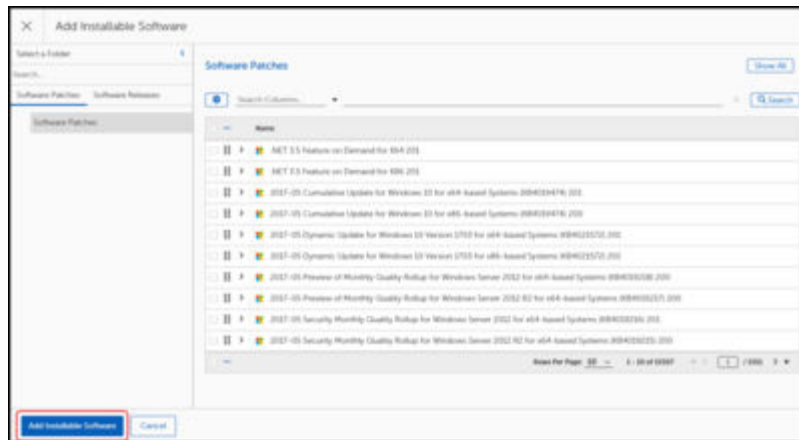 Add Installable Software
Select a Folder
Search...
Software Patches Software Releases
Software Patches
Software Patches
Show All
Search Columns... Search
Name
.NET 3.5 Feature on Demand for X64 201
.NET 3.5 Feature on Demand for X86 201
2017-05 Cumulative Update for Windows 10 for x64-based Systems 201
2017-05 Cumulative Update for Windows 10 for x86-based Systems 200
2017-05 Dynamic Update for Windows 10 Version 1703 for x64-based Systems
2017-05 Dynamic Update for Windows 10 Version 1703 for x86-based Systems
2017-05 Preview of Monthly Quality Rollup for Windows Server 2012 for x64-based Systems
2017-05 Preview of Monthly Quality Rollup for Windows Server 2012 R2 for x64-based Systems
2017-05 Security Monthly Quality Rollup for Windows Server 2012 for x64-based Systems
2017-05 Security Monthly Quality Rollup for Windows Server 2012 R2 for x64-based Systems
Rows Per Page 10 1 - 10 of 1
Add Installable Software Cancel